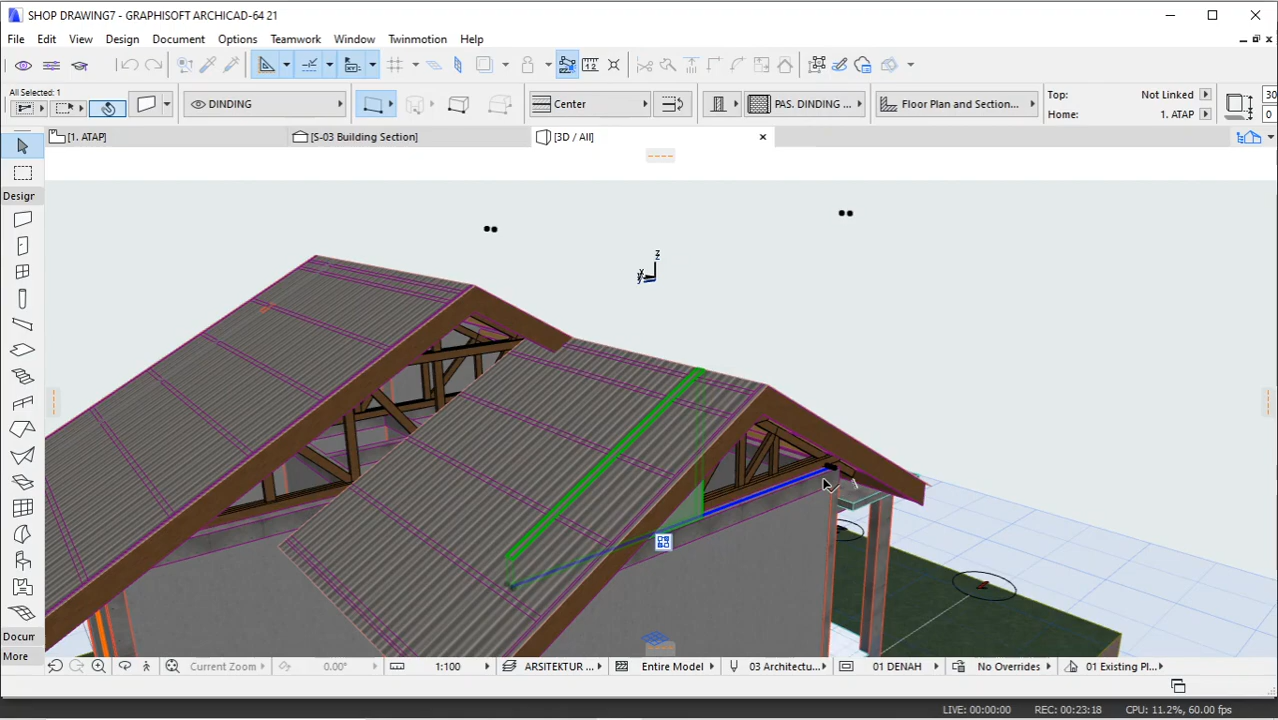 SHOP DRAWING7 - GRAPHISOFT ARCHICAD-64 21
File Edit View Design Document Options Teamwork Window Twinmotion Help
All Selected: 1
DINDING
Center
PAS. DINDING ...
Floor Plan and Section...
Top: Not Linked 30
Home: 1. ATAP 0
[1. ATAP]
[S-03 Building Section]
[3D / All]
Design
z
x
y
Docum
More
Current Zoom
0.00°
1:100
ARSITEKTUR ...
Entire Model
03 Architectu...
01 DENAH
No Overrides
01 Existing Pl...
LIVE: 00:00:00 REC: 00:23:18 CPU: 11.2%, 60.00 fps